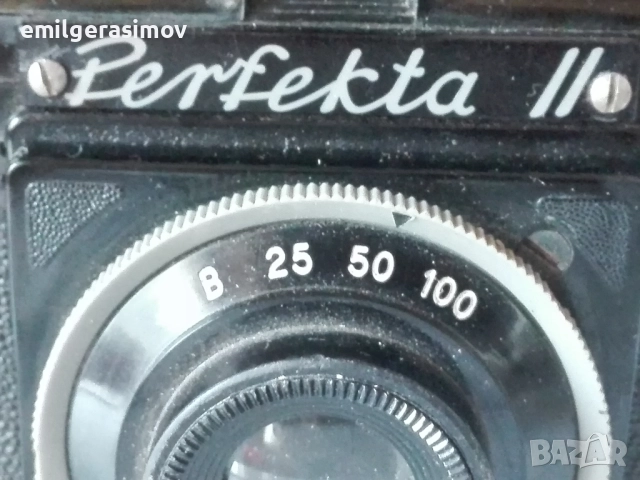 emilgerasimov
Perfekta II
B 25 50 100
BAZAR